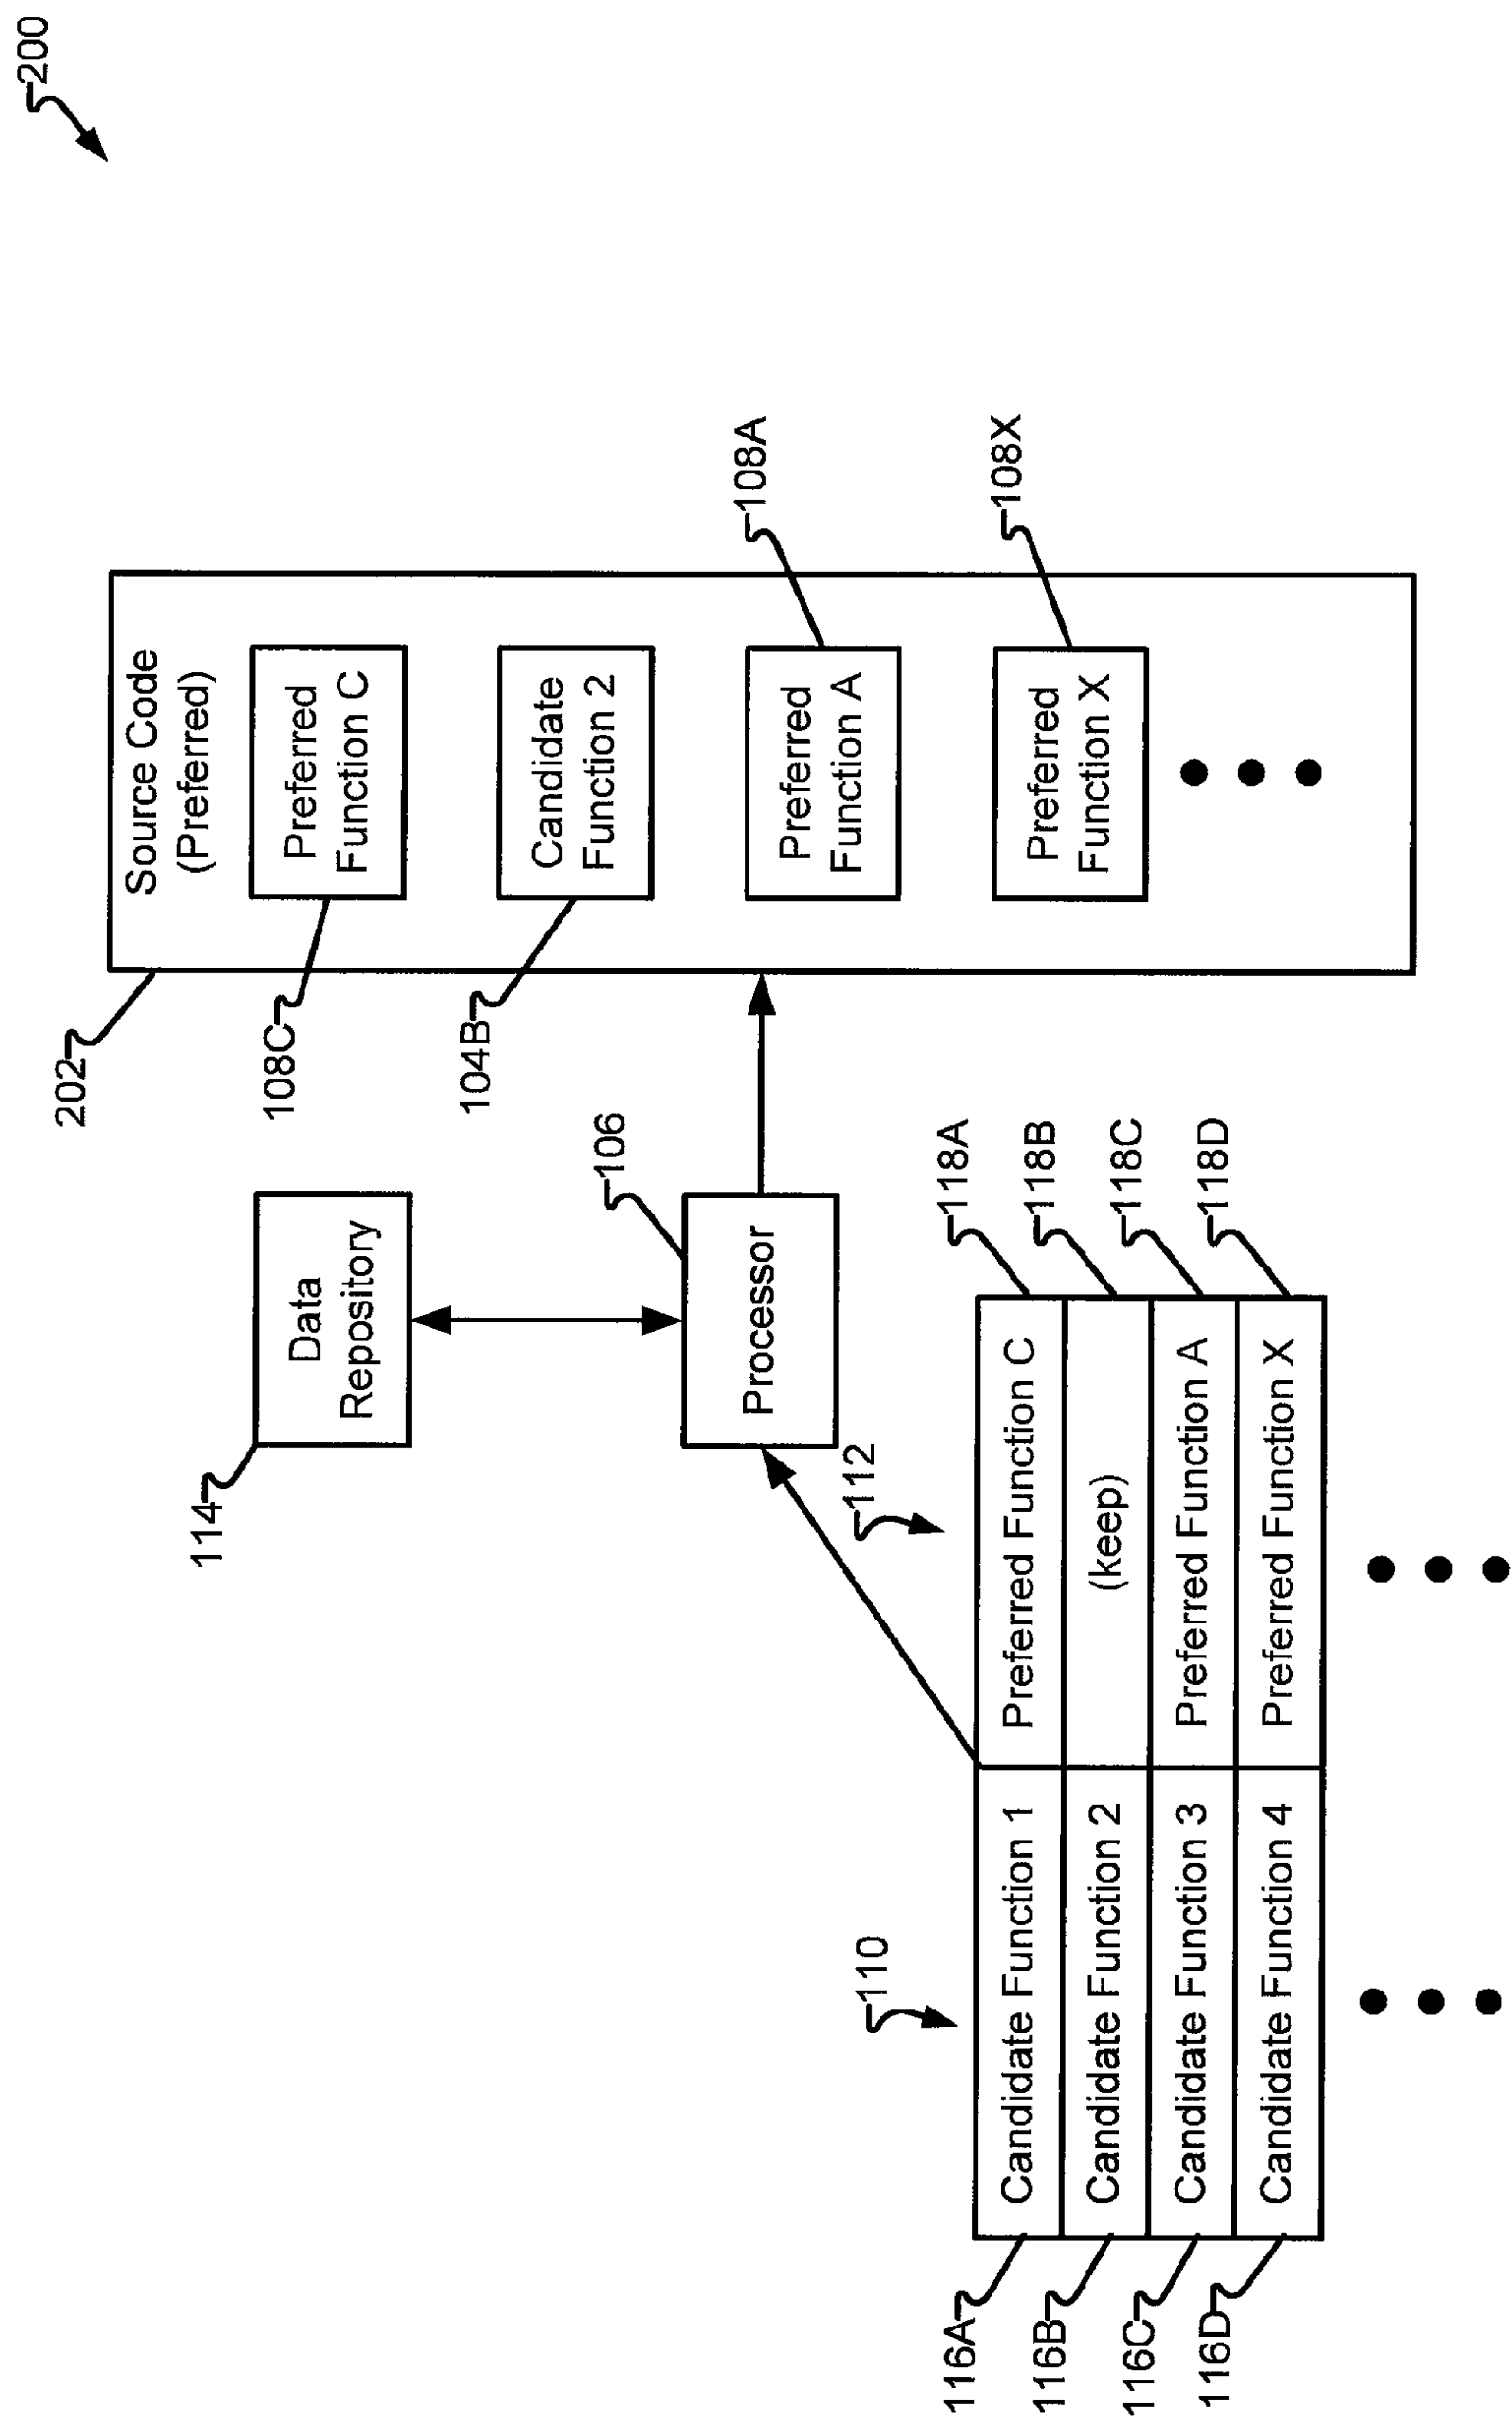 200
202
Source Code
(Preferred)
114
Data
Repository
108C
Preferred
Function C
104B
Candidate
Function 2
106
Processor
Preferred
Function A
108A
Preferred
Function X
108X
110
112
116A
Candidate Function 1
Preferred Function C
118A
116B
Candidate Function 2
(keep)
118B
116C
Candidate Function 3
Preferred Function A
118C
116D
Candidate Function 4
Preferred Function X
118D